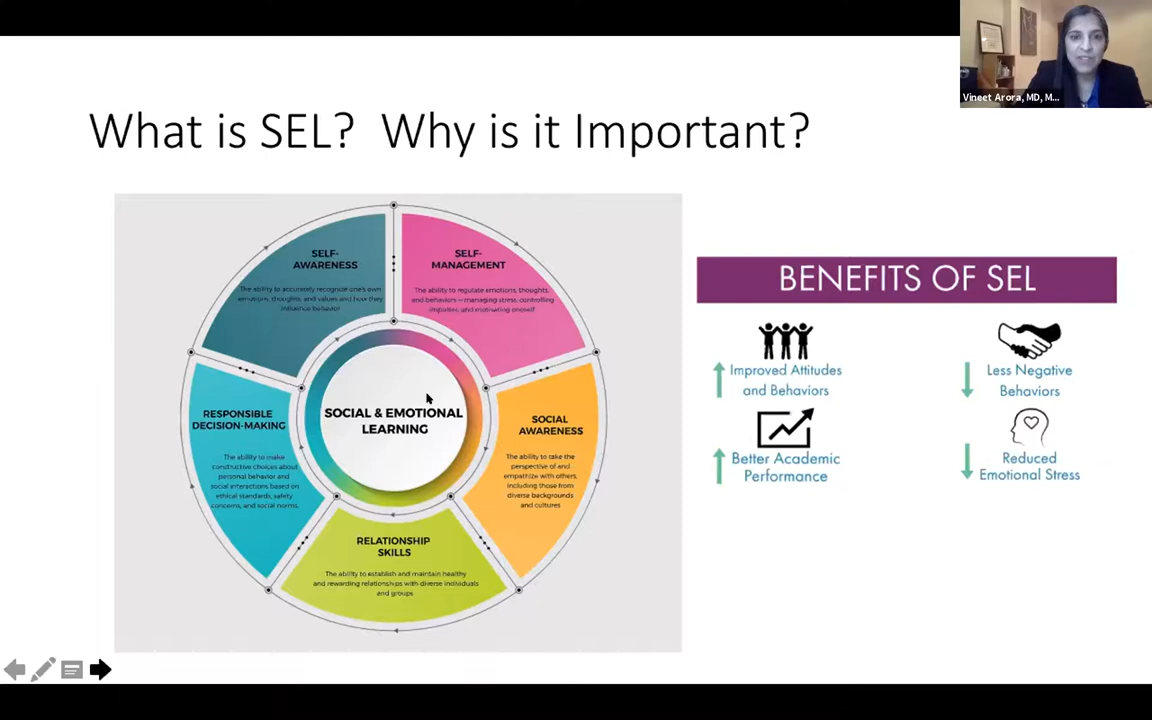 Vineet Arora, MD, M...
What is SEL? Why is it Important?
SELF-
AWARENESS
The ability to accurately recognize one's own
emotions, thoughts, and values and how they
influence behavior
SELF-
MANAGEMENT
The ability to regulate emotions, thoughts,
and behaviors—managing stress, controlling
impulses, and motivating oneself
RESPONSIBLE
DECISION-MAKING
The ability to make
constructive choices about
personal behavior and
social interactions based on
ethical standards, safety
concerns, and social norms.
SOCIAL & EMOTIONAL
LEARNING
SOCIAL
AWARENESS
The ability to take the
perspective of and
empathize with others,
including those from
diverse backgrounds
and cultures
RELATIONSHIP
SKILLS
The ability to establish and maintain healthy
and rewarding relationships with diverse individuals
and groups
BENEFITS OF SEL
Improved Attitudes
and Behaviors
Less Negative
Behaviors
Better Academic
Performance
Reduced
Emotional Stress